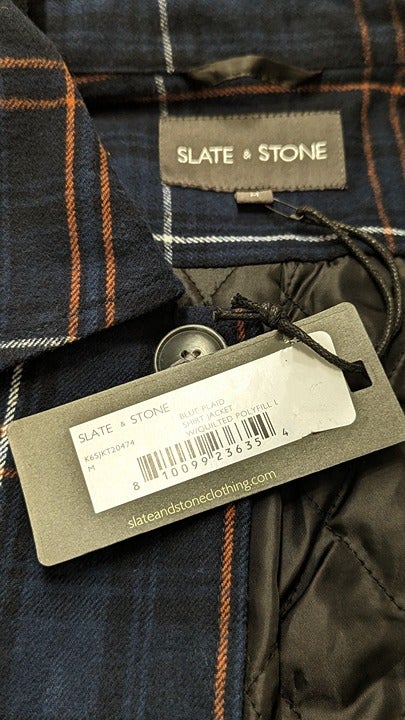 SLATE & STONE
M
SLATE & STONE
K65JKT20474
M
BLUE PLAID
SHIRT JACKET
W/QUILTED POLYFILL L
8 10099 23635 4
slateandstoneclothing.com